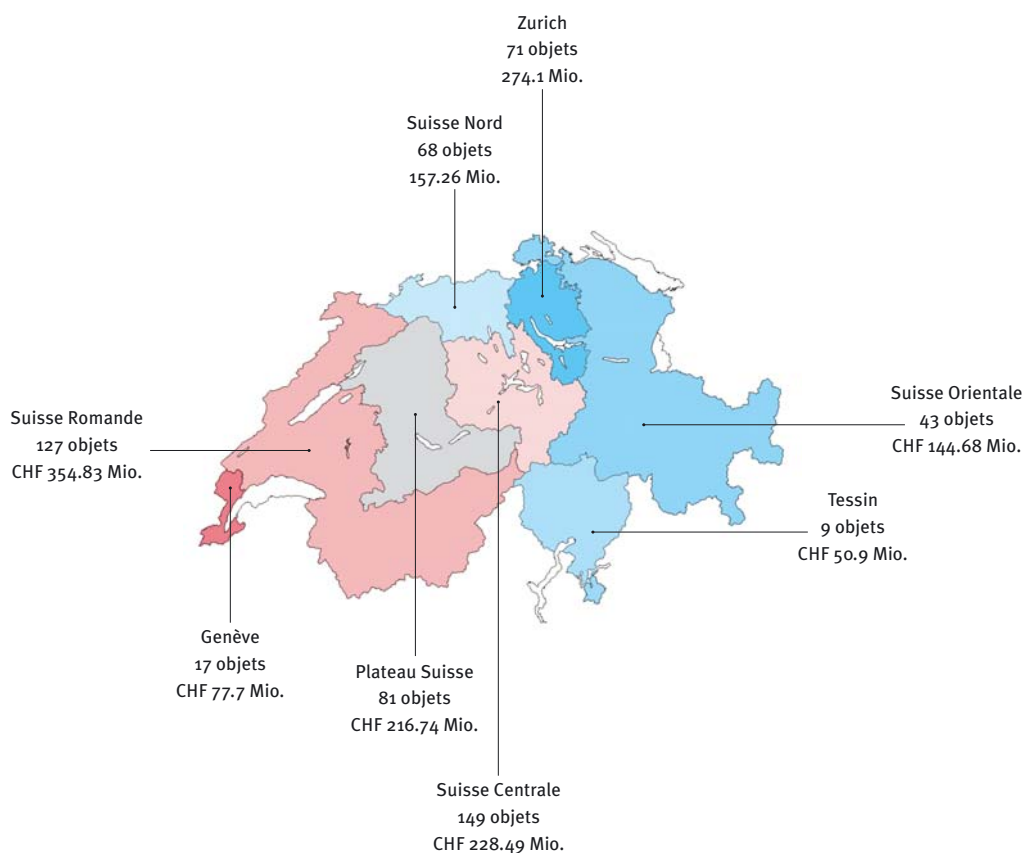 Zurich
71 objets
274.1 Mio.
Suisse Nord
68 objets
157.26 Mio.
Suisse Orientale
43 objets
CHF 144.68 Mio.
Suisse Romande
127 objets
CHF 354.83 Mio.
Tessin
9 objets
CHF 50.9 Mio.
Genève
17 objets
CHF 77.7 Mio.
Plateau Suisse
81 objets
CHF 216.74 Mio.
Suisse Centrale
149 objets
CHF 228.49 Mio.